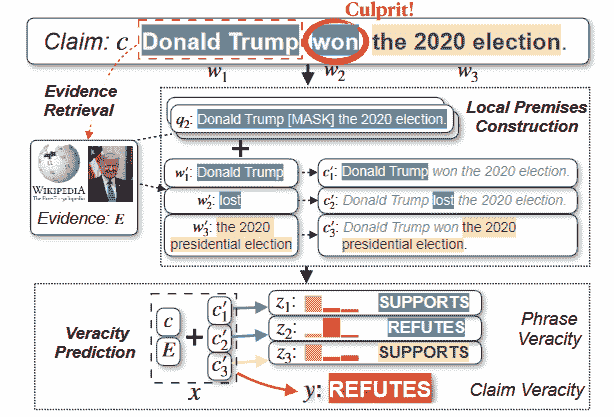 Culprit!
Claim: c Donald Trump won the 2020 election.
w₁ w₂ w₃
Evidence Retrieval
Local Premises Construction
q₂: Donald Trump [MASK] the 2020 election.
+
WIKIPEDIA
The Free Encyclopedia
Evidence: E
w′₁: Donald Trump
c′₁: Donald Trump won the 2020 election.
w′₂: lost
c′₂: Donald Trump lost the 2020 election.
w′₃: the 2020 presidential election
c′₃: Donald Trump won the 2020 presidential election.
Veracity Prediction
c
E
+
c′₁
c′₂
c′₃
x
z₁: SUPPORTS
z₂: REFUTES
z₃: SUPPORTS
Phrase Veracity
y: REFUTES
Claim Veracity